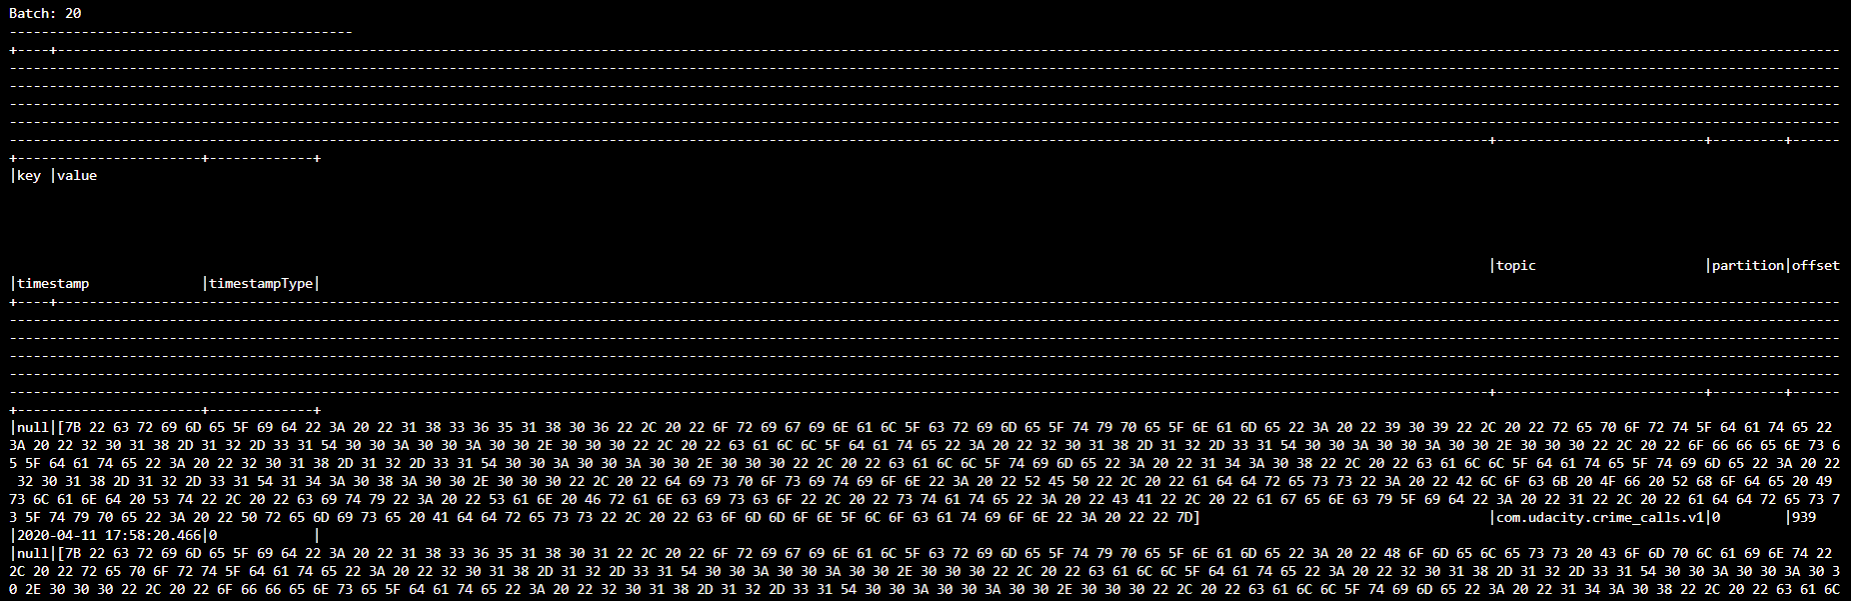 Batch: 20
|key |value
|topic |partition|offset
|timestamp |timestampType|
|null|[7B 22 63 72 69 6D 65 5F 69 64 22 3A 20 22 31 38 33 36 35 31 38 30 36 22 2C 20 22 6F 72 69 67 69 6E 61 6C 5F 63 72 69 6D 65 5F 74 79 70 65 5F 6E 61 6D 65 22 3A 20 22 39 30 39 22 2C 20 22 72 65 70 6F 72 74 5F 64 61 74 65 22
3A 20 22 32 30 31 38 2D 31 32 2D 33 31 54 30 30 3A 30 30 3A 30 30 2E 30 30 30 22 2C 20 22 63 61 6C 6C 5F 64 61 74 65 22 3A 20 22 32 30 31 38 2D 31 32 2D 33 31 54 30 30 3A 30 30 3A 30 30 2E 30 30 30 22 2C 20 22 6F 66 66 65 6E 73 6
5 5F 64 61 74 65 22 3A 20 22 32 30 31 38 2D 31 32 2D 33 31 54 30 30 3A 30 30 3A 30 30 2E 30 30 30 22 2C 20 22 63 61 6C 6C 5F 74 69 6D 65 22 3A 20 22 31 34 3A 30 38 22 2C 20 22 63 61 6C 6C 5F 64 61 74 65 5F 74 69 6D 65 22 3A 20 22
32 30 31 38 2D 31 32 2D 33 31 54 31 34 3A 30 38 3A 30 30 2E 30 30 30 22 2C 20 22 64 69 73 70 6F 73 69 74 69 6F 6E 22 3A 20 22 52 45 50 22 2C 20 22 61 64 64 72 65 73 73 22 3A 20 22 42 6C 6F 63 6B 20 4F 66 20 52 68 6F 64 65 20 49
73 6C 61 6E 64 20 53 74 22 2C 20 22 63 69 74 79 22 3A 20 22 53 61 6E 20 46 72 61 6E 63 69 73 63 6F 22 2C 20 22 73 74 61 74 65 22 3A 20 22 43 41 22 2C 20 22 61 67 65 6E 63 79 5F 69 64 22 3A 20 22 31 22 2C 20 22 61 64 64 72 65 73 7
3 5F 74 79 70 65 22 3A 20 22 50 72 65 6D 69 73 65 20 41 64 64 72 65 73 73 22 2C 20 22 63 6F 6D 6D 6F 6E 5F 6C 6F 63 61 74 69 6F 6E 22 3A 20 22 22 7D] |com.udacity.crime_calls.v1|0 |939
|2020-04-11 17:58:20.466|0 |
|null|[7B 22 63 72 69 6D 65 5F 69 64 22 3A 20 22 31 38 33 36 35 31 38 30 31 22 2C 20 22 6F 72 69 67 69 6E 61 6C 5F 63 72 69 6D 65 5F 74 79 70 65 5F 6E 61 6D 65 22 3A 20 22 48 6F 6D 65 6C 65 73 73 20 43 6F 6D 70 6C 61 69 6E 74 22
2C 20 22 72 65 70 6F 72 74 5F 64 61 74 65 22 3A 20 22 32 30 31 38 2D 31 32 2D 33 31 54 30 30 3A 30 30 3A 30 30 2E 30 30 30 22 2C 20 22 63 61 6C 6C 5F 64 61 74 65 22 3A 20 22 32 30 31 38 2D 31 32 2D 33 31 54 30 30 3A 30 30 3A 30 3
0 2E 30 30 30 22 2C 20 22 6F 66 66 65 6E 73 65 5F 64 61 74 65 22 3A 20 22 32 30 31 38 2D 31 32 2D 33 31 54 30 30 3A 30 30 3A 30 30 2E 30 30 30 22 2C 20 22 63 61 6C 6C 5F 74 69 6D 65 22 3A 20 22 31 34 3A 30 38 22 2C 20 22 63 61 6C